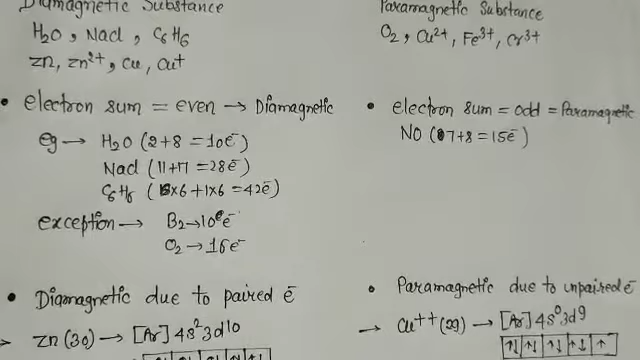 Diamagnetic Substance
H2O, Nacl, C6H6
Zn, Zn2+, Cu, Cu+
• electron sum = even → Diamagnetic
eg → H2O (2+8 = 10e-)
Nacl (11+17 = 28e-)
C6H6 (6x6+1x6 = 42e-)
exception → B2 → 10e-
O2 → 16e-
• Diamagnetic due to paired e-
→ Zn (30) → [Ar] 4s2 3d10
Paramagnetic Substance
O2, Cu2+, Fe3+, Cr3+
• electron sum = odd = Paramagnetic
NO (7+8 = 15e-)
• Paramagnetic due to unpaired e-
→ Cu++ (29) → [Ar] 4s0 3d9
↑↓ ↑↓ ↑↓ ↑↓ ↑